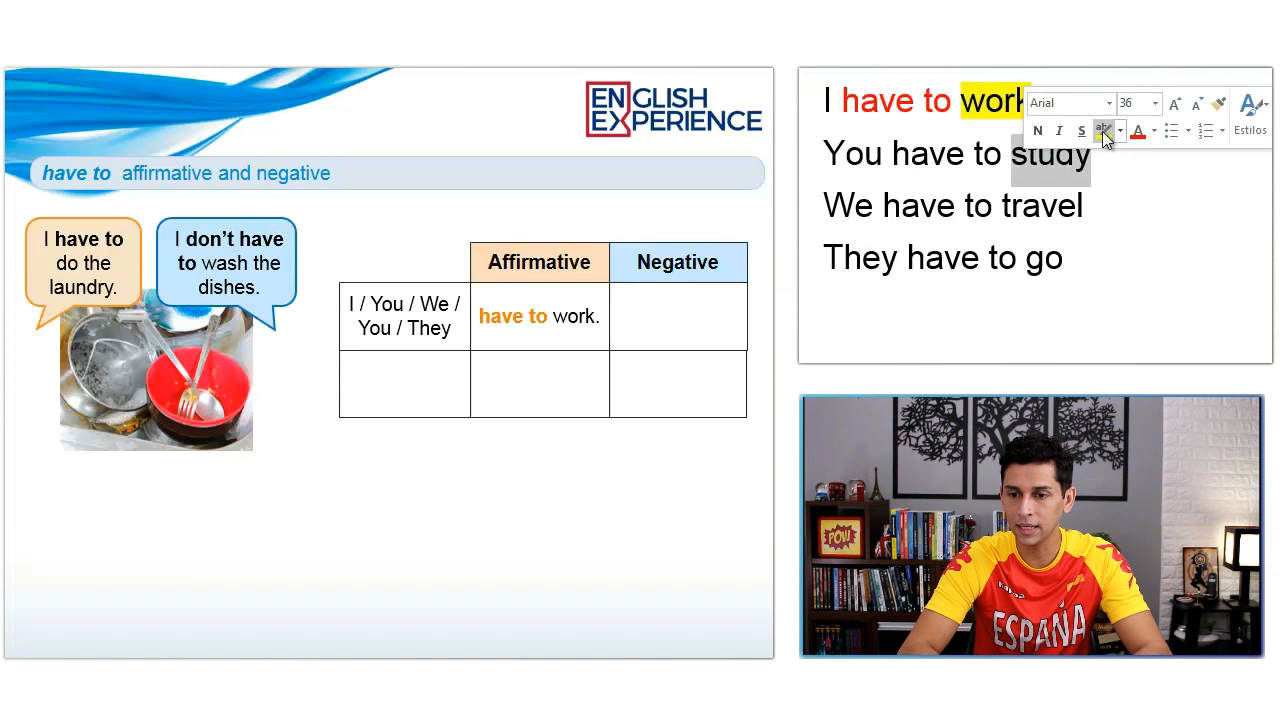 ENGLISH
EXPERIENCE
have to affirmative and negative
I have to
do the
laundry.
I don’t have
to wash the
dishes.
Affirmative
Negative
I / You / We /
You / They
have to work.
I have to work
You have to study
We have to travel
They have to go
Arial
36
N I S
ab
A
Estilos
POW
ESPAÑA